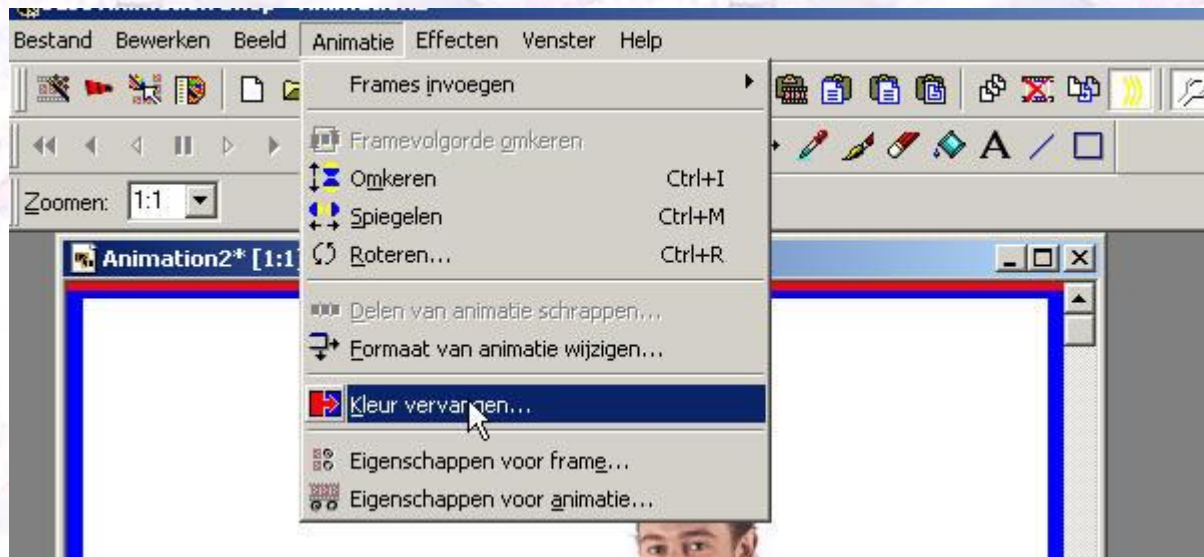 Bestand Bewerken Beeld Animatie Effecten Venster Help
Frames invoegen
Framevolgorde omkeren
Omkeren Ctrl+I
Spiegelen Ctrl+M
Roteren... Ctrl+R
Zoomen: 1:1
Animation2* [1:1]
Delen van animatie schrappen...
Formaat van animatie wijzigen...
Kleur vervangen...
Eigenschappen voor frame...
Eigenschappen voor animatie...